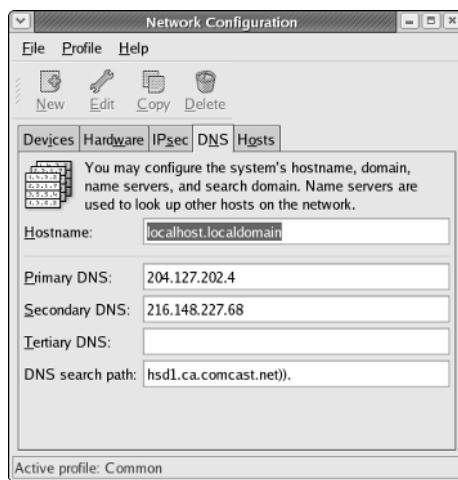 Network Configuration
File Profile Help
New Edit Copy Delete
Devices Hardware IPsec DNS Hosts
You may configure the system's hostname, domain,
name servers, and search domain. Name servers are
used to look up other hosts on the network.
Hostname: localhost.localdomain
Primary DNS: 204.127.202.4
Secondary DNS: 216.148.227.68
Tertiary DNS:
DNS search path: hsd1.ca.comcast.net)).
Active profile: Common